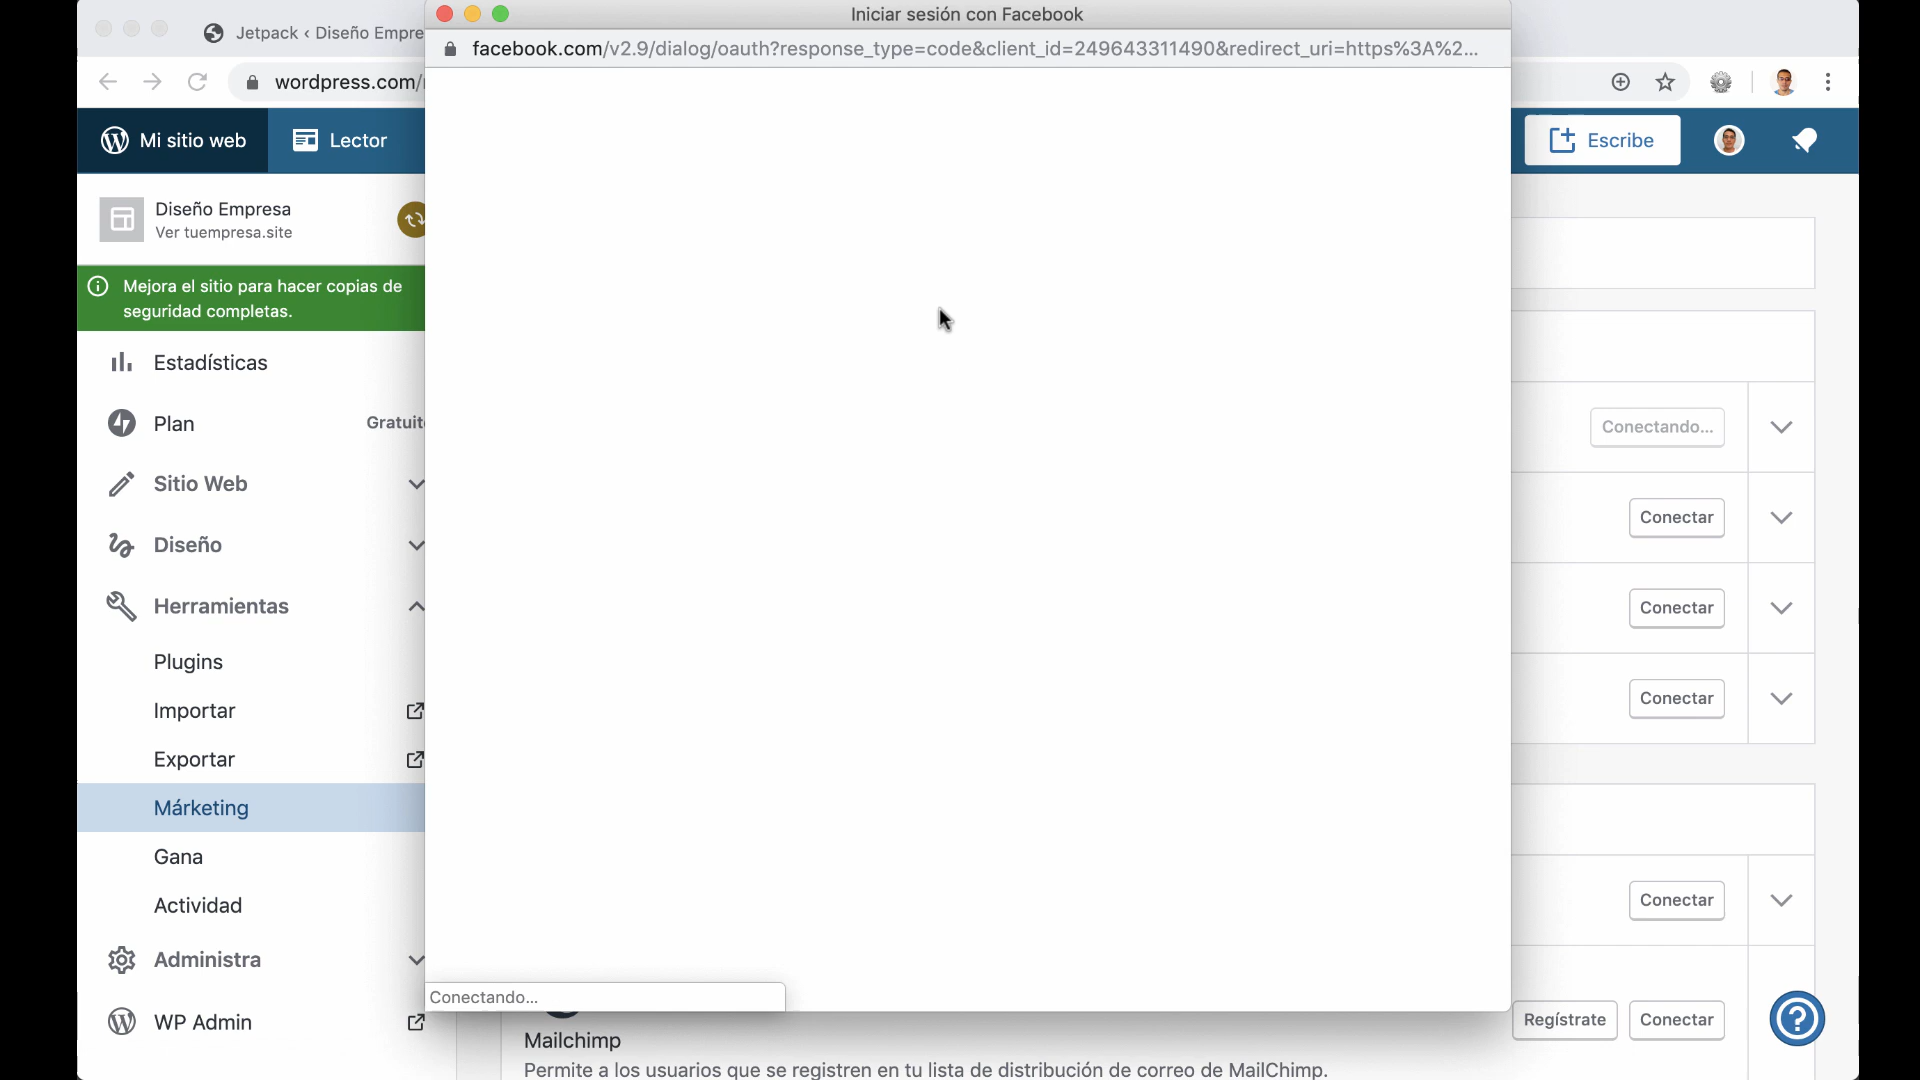 Iniciar sesión con Facebook
Jetpack ‹ Diseño Empre
facebook.com/v2.9/dialog/oauth?response_type=code&client_id=249643311490&redirect_uri=https%3A%2...
wordpress.com/
Mi sitio web
Lector
Escribe
Diseño Empresa
Ver tuempresa.site
Mejora el sitio para hacer copias de
seguridad completas.
Estadísticas
Plan
Gratuito
Conectando...
Sitio Web
Conectar
Diseño
Herramientas
Conectar
Plugins
Conectar
Importar
Exportar
Márketing
Gana
Conectar
Actividad
Administra
Conectando...
WP Admin
Regístrate
Conectar
Mailchimp
Permite a los usuarios que se registren en tu lista de distribución de correo de MailChimp.